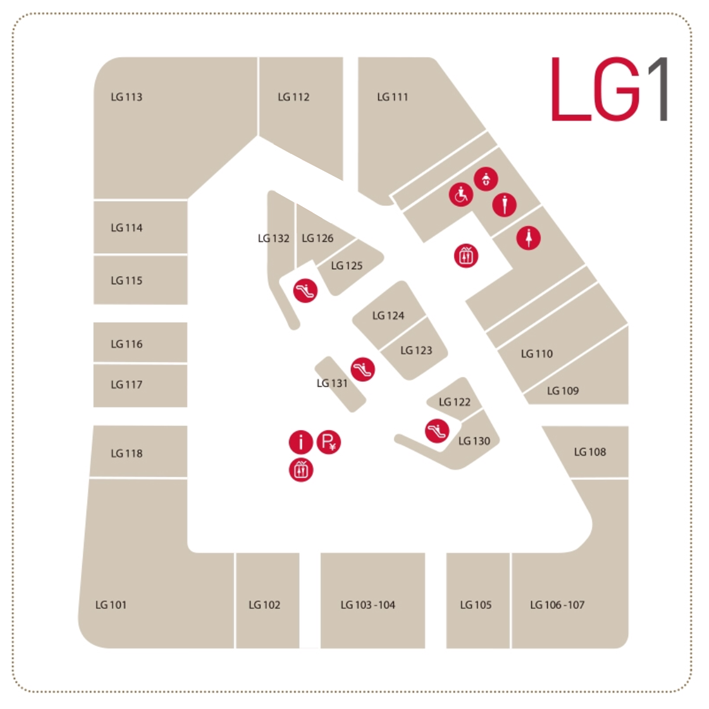 LG1
LG 113
LG 112
LG 111
LG 114
LG 132
LG 126
LG 125
LG 115
LG 124
LG 116
LG 123
LG 110
LG 117
LG 131
LG 109
LG 122
i
P¥
LG 130
LG 118
LG 108
LG 101
LG 102
LG 103 -104
LG 105
LG 106 -107